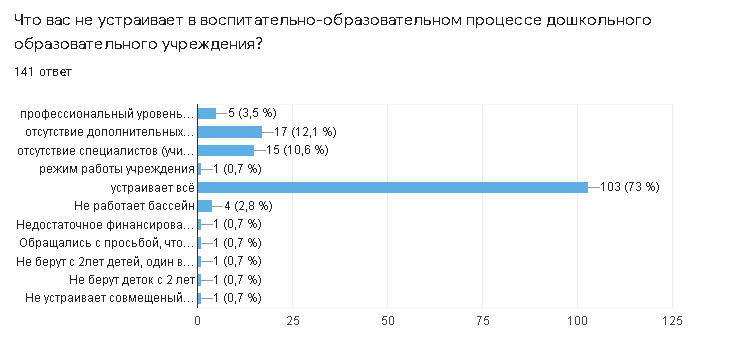 Что вас не устраивает в воспитательно-образовательном процессе дошкольного
образовательного учреждения?
141 ответ
профессиональный уровень... 5 (3,5 %)
отсутствие дополнительных... 17 (12,1 %)
отсутствие специалистов (учи... 15 (10,6 %)
режим работы учреждения 1 (0,7 %)
устраивает всё 103 (73 %)
Не работает бассейн 4 (2,8 %)
Недостаточное финансирова... 1 (0,7 %)
Обращались с просьбой, что... 1 (0,7 %)
Не берут с 2лет детей, один в... 1 (0,7 %)
Не берут деток с 2 лет 1 (0,7 %)
Не устраивает совмещеный... 1 (0,7 %)
0 25 50 75 100 125